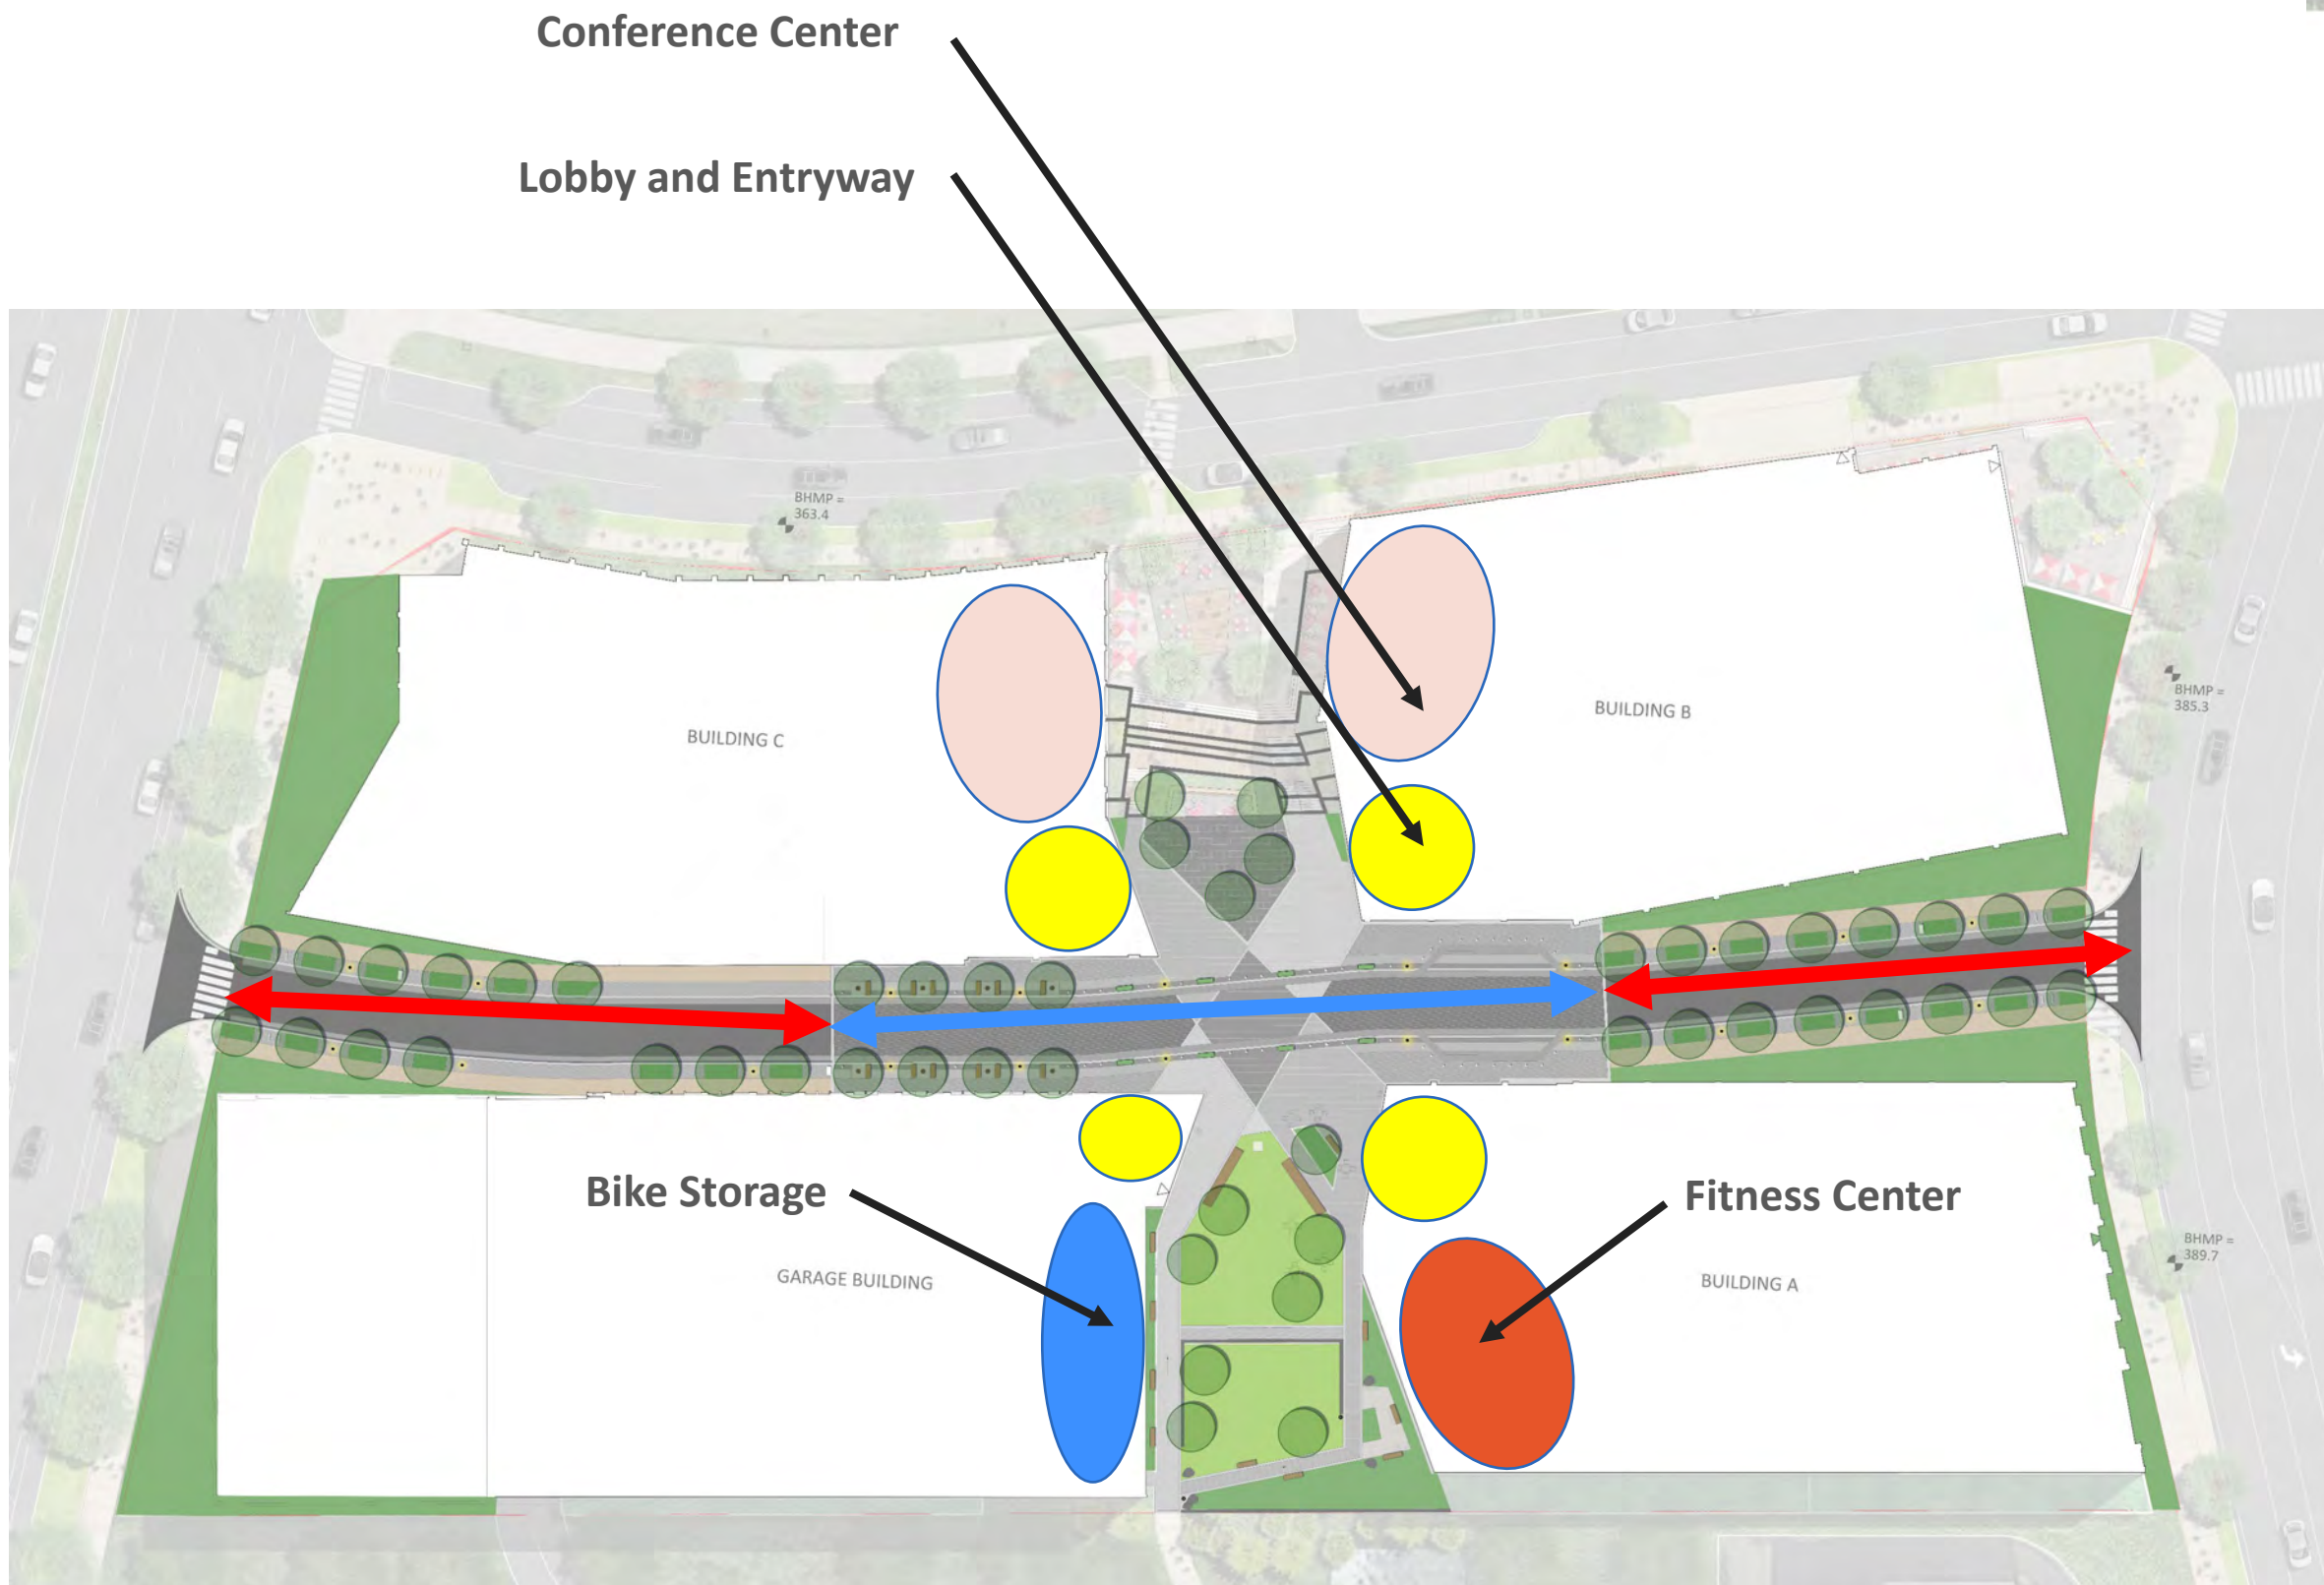 Conference Center
Lobby and Entryway
BHMP =
363.4
BUILDING C
BUILDING B
BHMP =
385.3
Bike Storage
Fitness Center
GARAGE BUILDING
BUILDING A
BHMP =
389.7